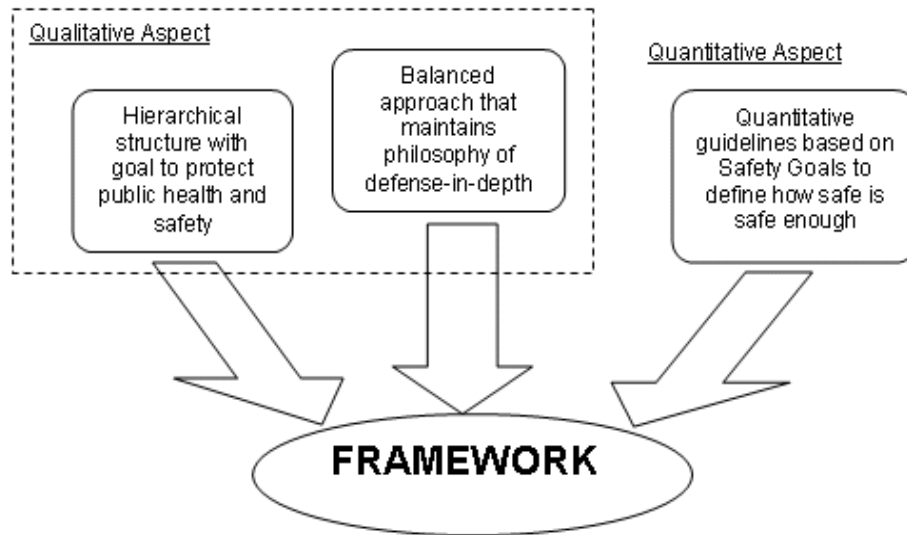 Qualitative Aspect
Hierarchical
structure with
goal to protect
public health and
safety
Balanced
approach that
maintains
philosophy of
defense-in-depth
Quantitative Aspect
Quantitative
guidelines based on
Safety Goals to
define how safe is
safe enough
FRAMEWORK